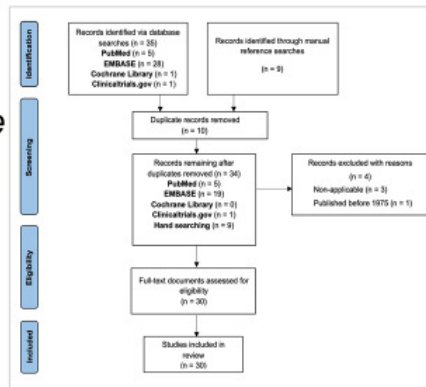 e
Identification
Records identified via database
searches (n = 35)
PubMed (n = 5)
EMBASE (n = 28)
Cochrane Library (n = 1)
Clinicaltrials.gov (n = 1)
Records identified through manual
reference searches
(n = 9)
Duplicate records removed
(n = 10)
Screening
Records remaining after
duplicates removed (n = 34)
PubMed (n = 5)
EMBASE (n = 19)
Cochrane Library (n = 0)
Clinicaltrials.gov (n = 1)
Hand searching (n = 9)
Records excluded with reasons
(n = 4)
Non-applicable (n = 3)
Published before 1975 (n = 1)
Eligibility
Full-text documents assessed for
eligibility
(n = 30)
Included
Studies included in
review
(n = 30)